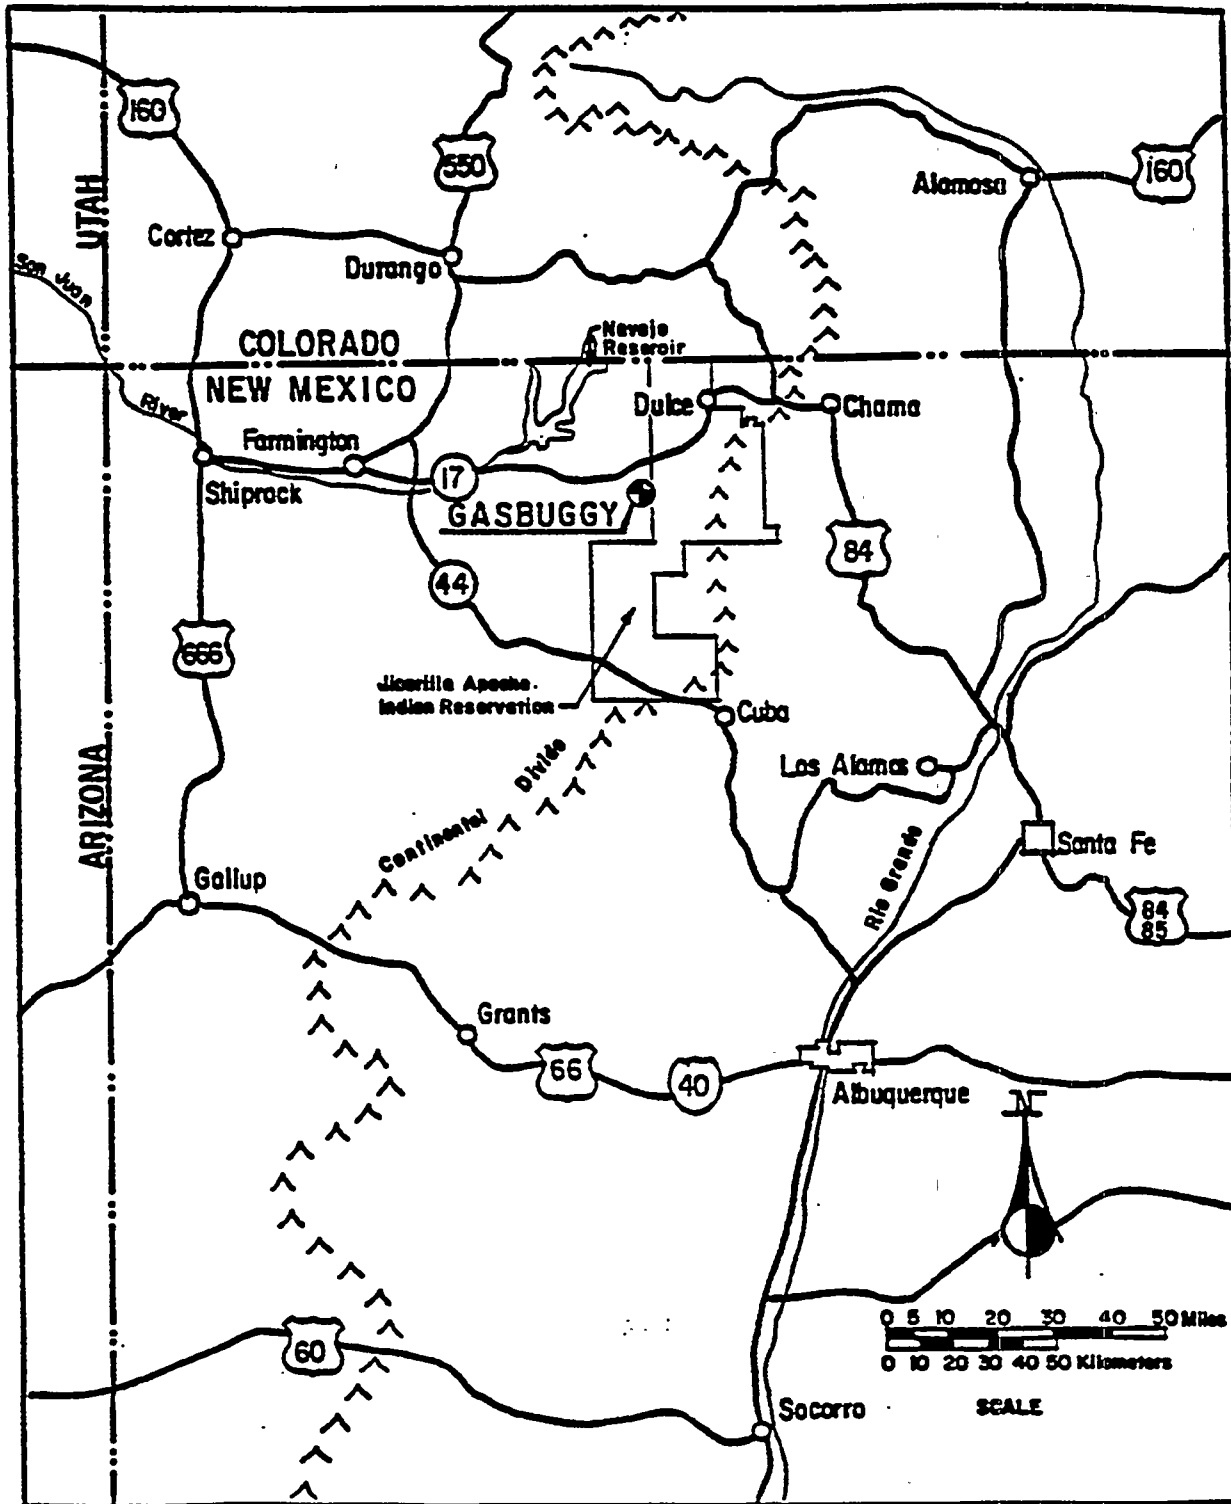 160
550
Alamosa
160
UTAH
Cortez
Durango
San Juan
Navajo
Reseroir
COLORADO
NEW MEXICO
River
Dulce
Chama
Farmington
Shiprock
17
GASBUGGY
84
44
666
Jicarilla Apache
Indian Reservation
Cuba
Los Alamos
Continental Divide
ARIZONA
Rio Grande
Santa Fe
Gallup
84
85
Grants
66
40
Albuquerque
N
0 5 10 20 30 40 50 Miles
0 10 20 30 40 50 Kilometers
SCALE
60
Socorro